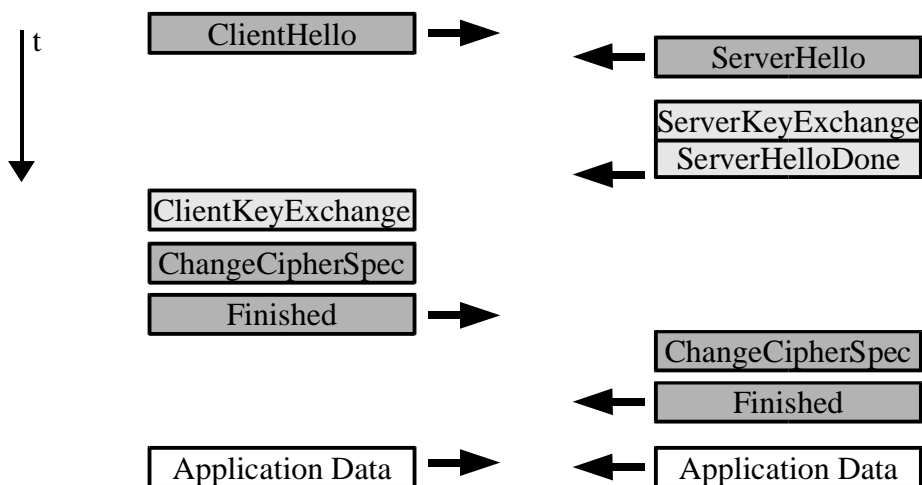 t
ClientHello
ServerHello
ServerKeyExchange
ServerHelloDone
ClientKeyExchange
ChangeCipherSpec
Finished
ChangeCipherSpec
Finished
Application Data
Application Data